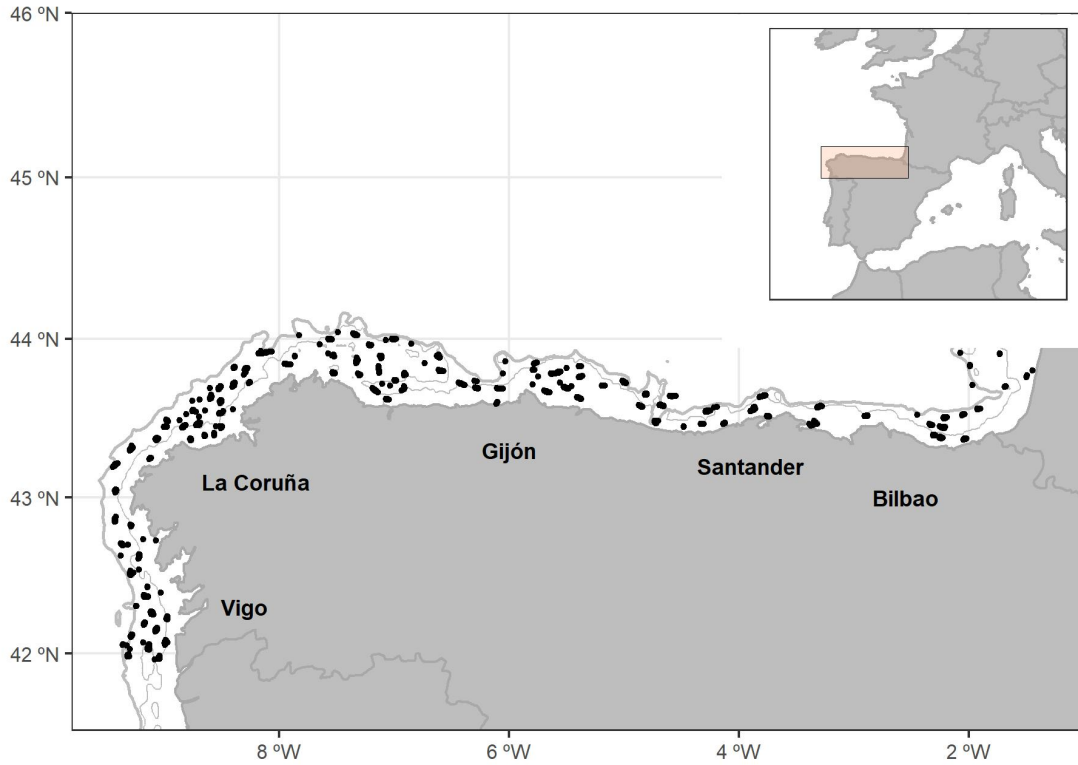 46 ºN
45 ºN
44 ºN
43 ºN
42 ºN
Gijón
Santander
La Coruña
Bilbao
Vigo
8 ºW
6 ºW
4 ºW
2 ºW